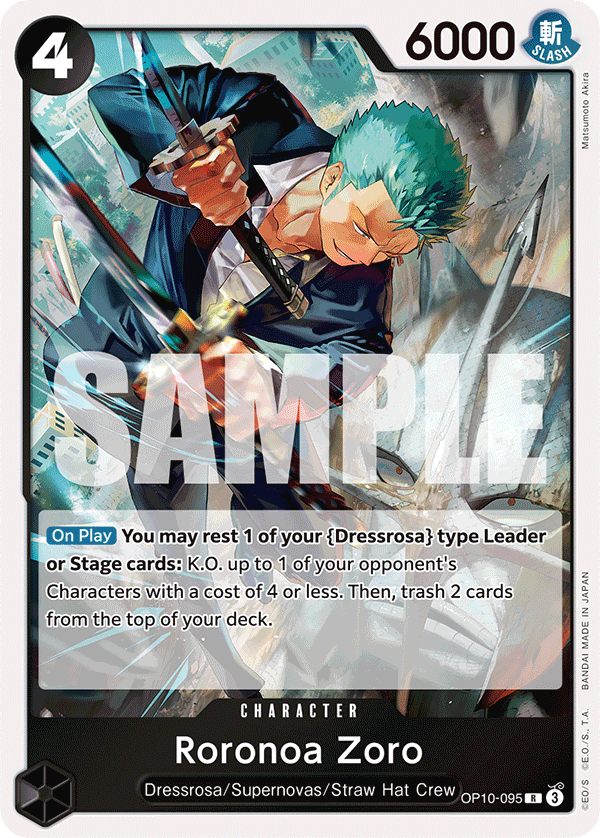 4
6000
斬
SLASH
Matsumoto Akira
SAMPLE
On Play You may rest 1 of your {Dressrosa} type Leader
or Stage cards: K.O. up to 1 of your opponent's
Characters with a cost of 4 or less. Then, trash 2 cards
from the top of your deck.
CHARACTER
Roronoa Zoro
Dressrosa/Supernovas/Straw Hat Crew
OP10-095 R 3
©E.O/S ©E.O./S., T.A. BANDAI MADE IN JAPAN